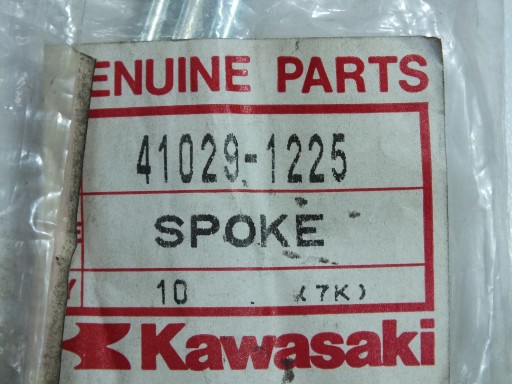 ENUINE PARTS
41029-1225
E SPOKE
Y 10 (7K)
Kawasaki